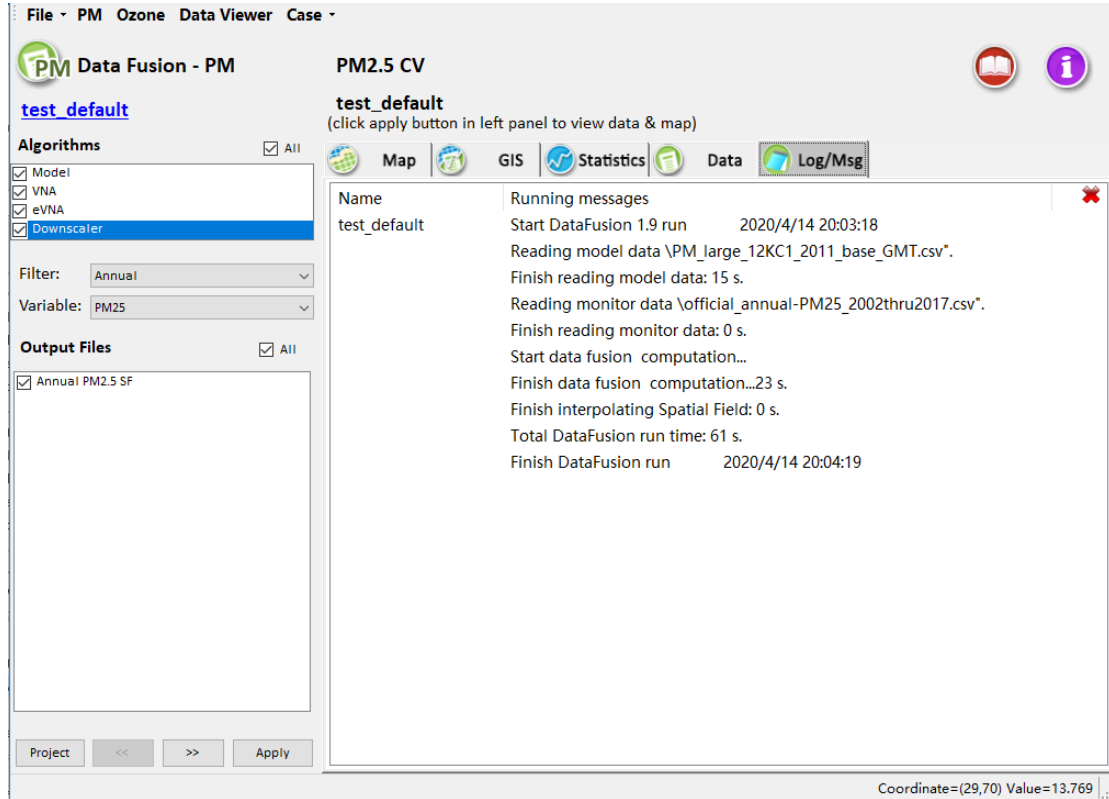 File PM Ozone Data Viewer Case
PM Data Fusion - PM
PM2.5 CV
test_default
test_default
(click apply button in left panel to view data & map)
Algorithms
All
Map GIS Statistics Data Log/Msg
Model
VNA
eVNA
Downscaler
Filter: Annual
Variable: PM25
Output Files
All
Annual PM2.5 SF
Name Running messages
test_default Start DataFusion 1.9 run 2020/4/14 20:03:18
Reading model data \PM_large_12KC1_2011_base_GMT.csv".
Finish reading model data: 15 s.
Reading monitor data \official_annual-PM25_2002thru2017.csv".
Finish reading monitor data: 0 s.
Start data fusion computation...
Finish data fusion computation...23 s.
Finish interpolating Spatial Field: 0 s.
Total DataFusion run time: 61 s.
Finish DataFusion run 2020/4/14 20:04:19
Project << >> Apply
Coordinate=(29,70) Value=13.769